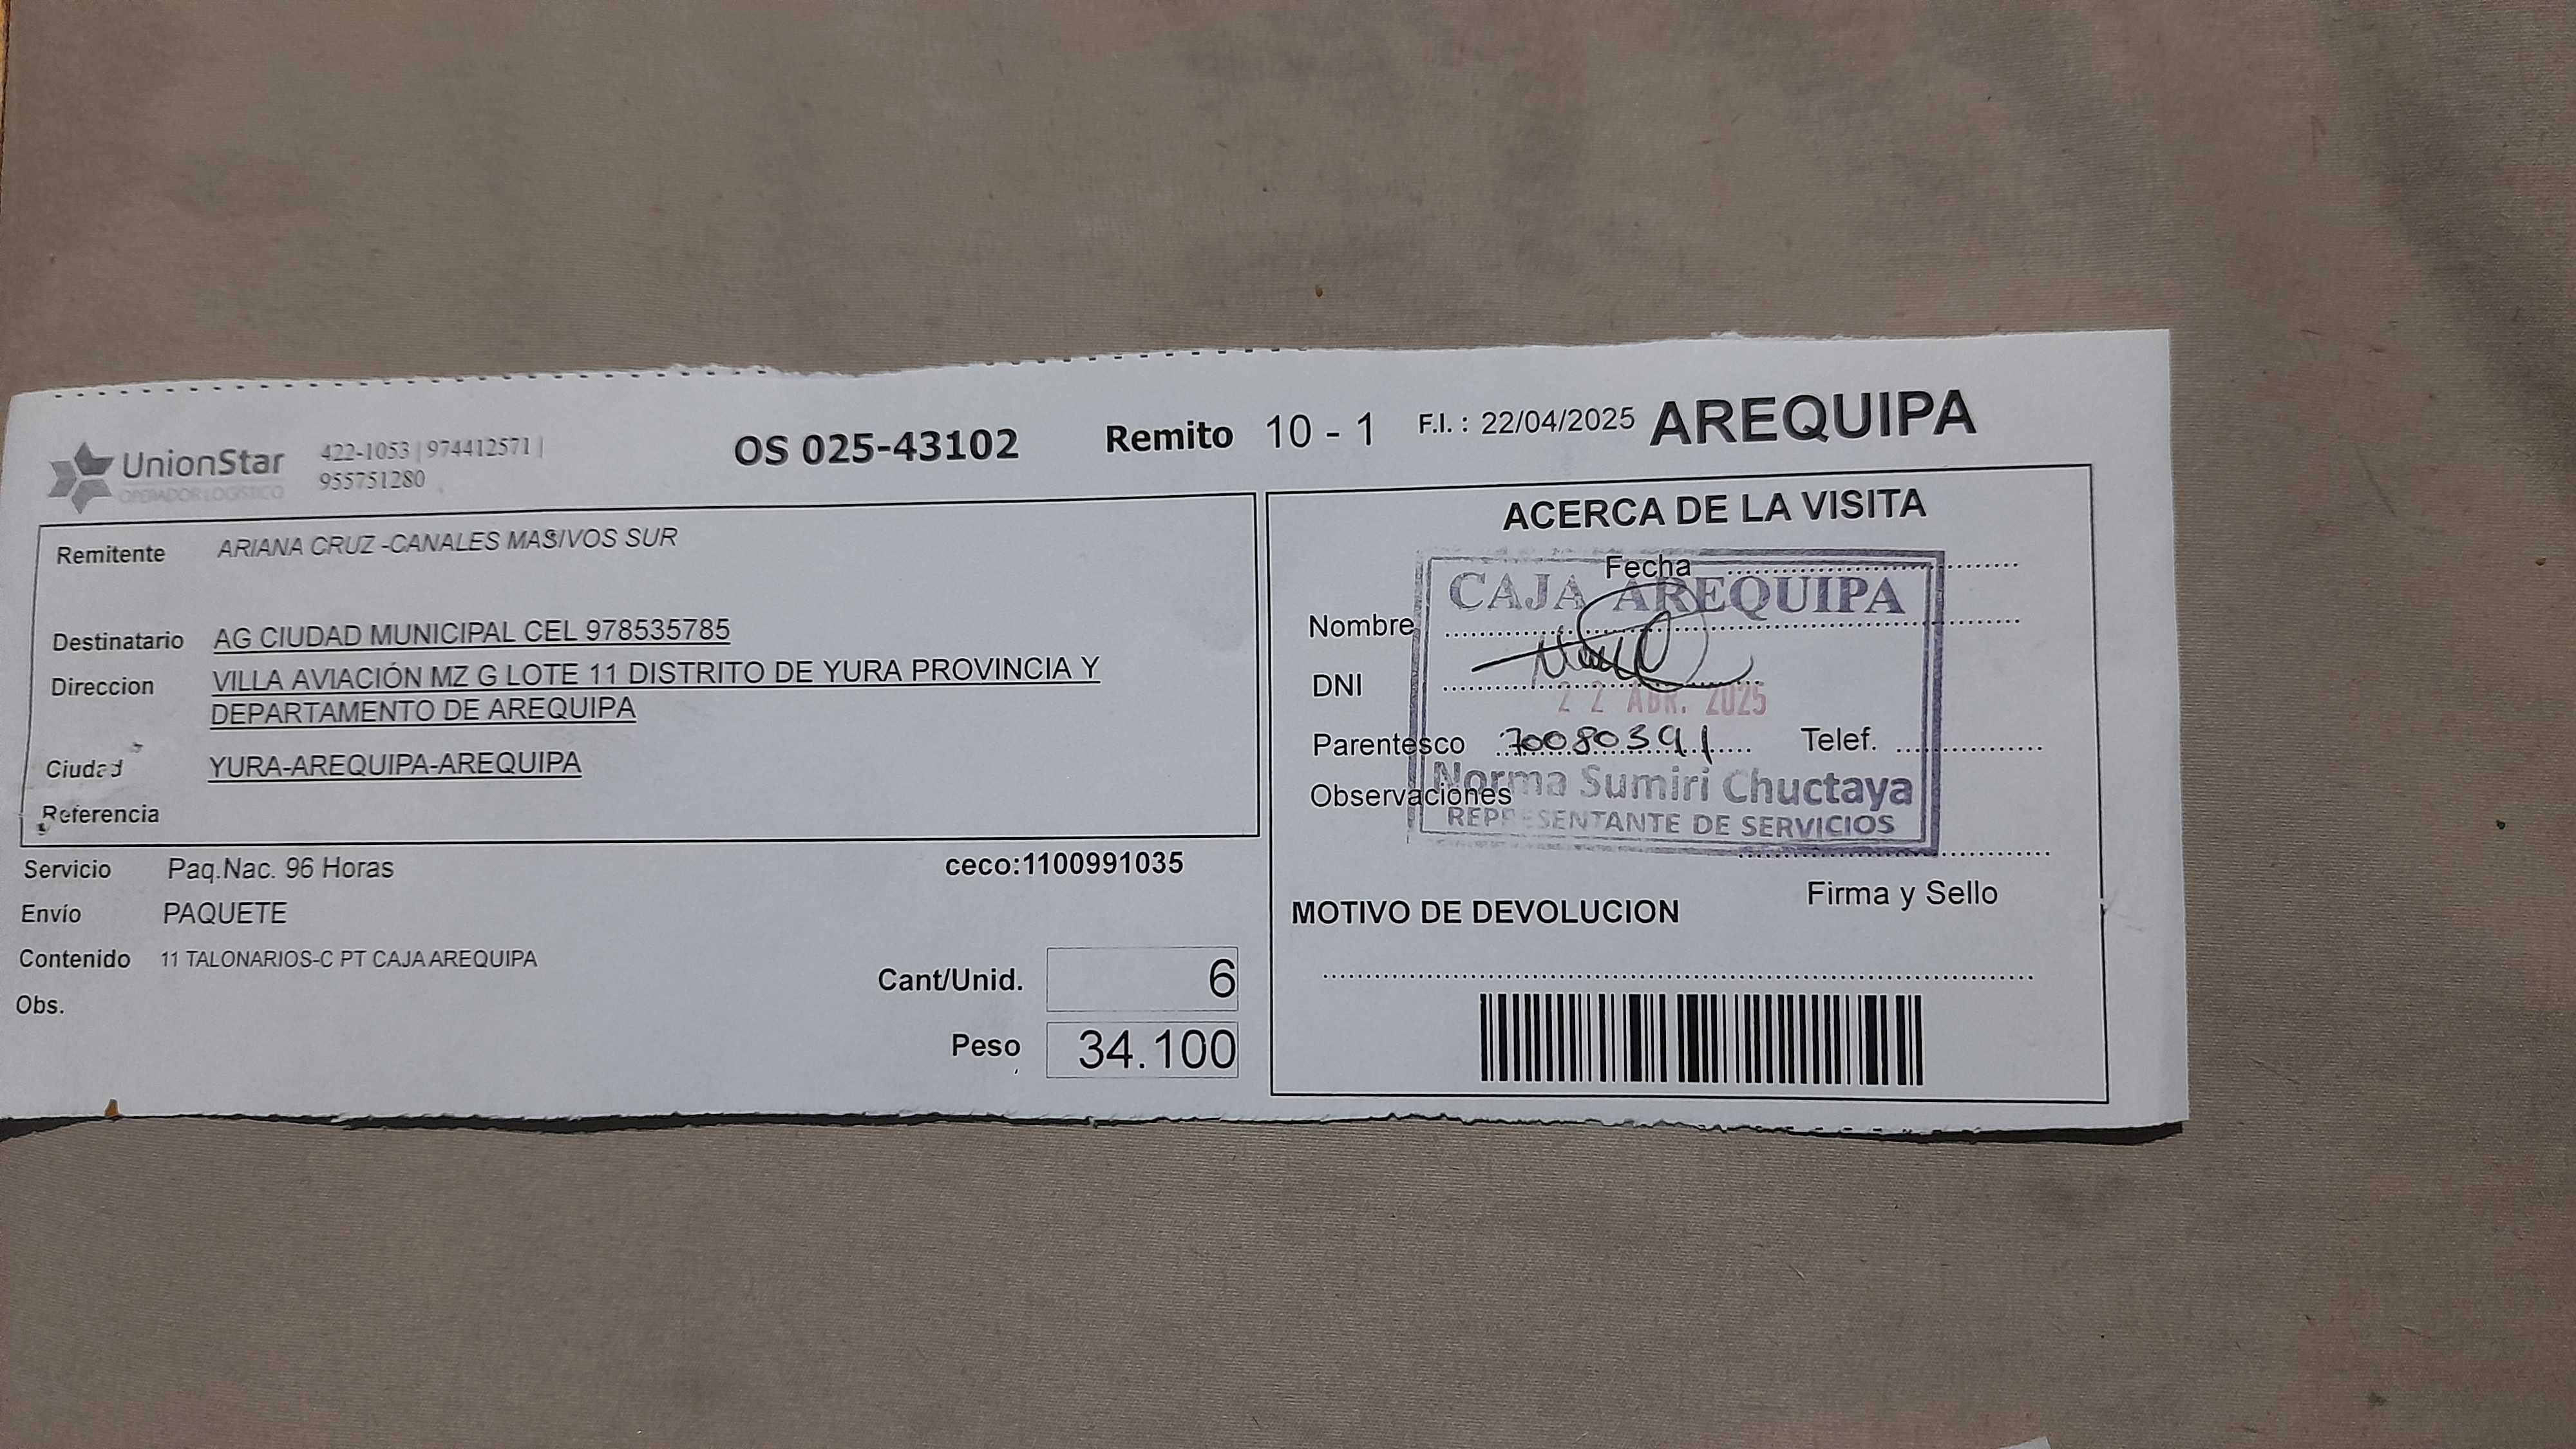 UnionStar
OPERADOR LOGÍSTICO
422-1053 | 974412571 |
955751280
OS 025-43102
Remito 10 - 1
F.I. : 22/04/2025
AREQUIPA
Remitente ARIANA CRUZ -CANALES MASIVOS SUR
Destinatario AG CIUDAD MUNICIPAL CEL 978535785
Direccion VILLA AVIACIÓN MZ G LOTE 11 DISTRITO DE YURA PROVINCIA Y
DEPARTAMENTO DE AREQUIPA
Ciudad YURA-AREQUIPA-AREQUIPA
Referencia
Servicio Paq.Nac. 96 Horas
ceco:1100991035
Envío PAQUETE
Contenido 11 TALONARIOS-C PT CAJA AREQUIPA
Obs.
Cant/Unid. 6
Peso 34.100
ACERCA DE LA VISITA
Fecha
CAJA AREQUIPA
Nombre
DNI
22 ABR. 2025
Parentesco 70080391 Telef.
Norma Sumiri Chuctaya
Observaciones
REPRESENTANTE DE SERVICIOS
Firma y Sello
MOTIVO DE DEVOLUCION